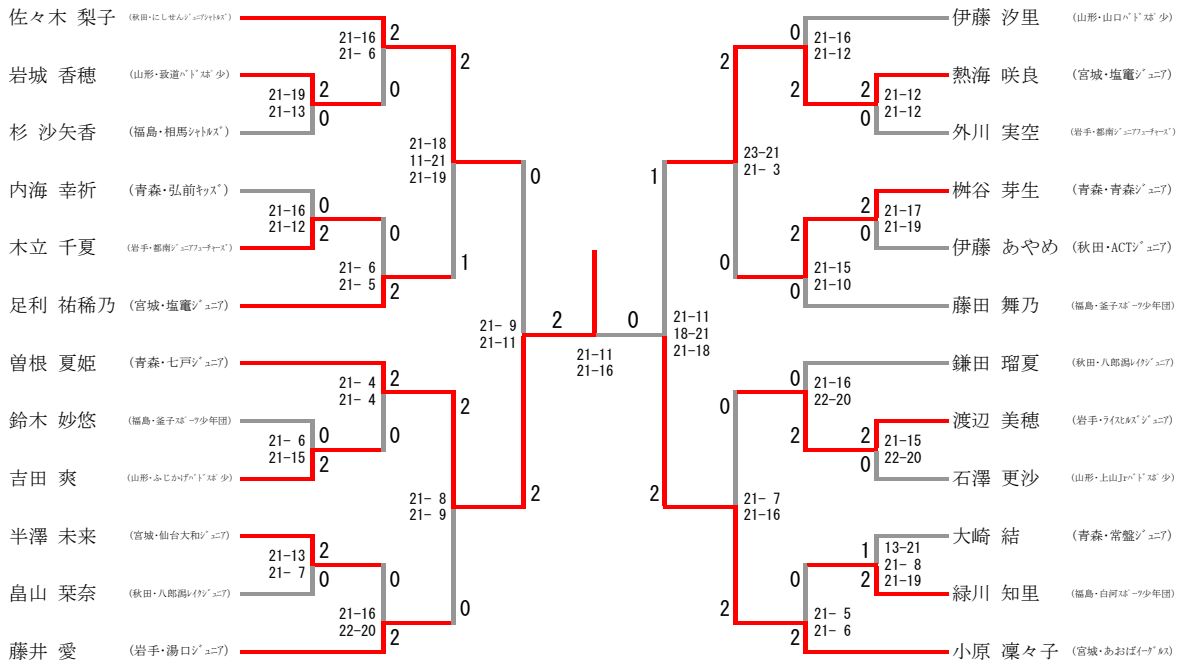 佐々木 梨子 (秋田・にしせんジュニアシャトルズ)
岩城 香穂 (山形・致道バドスポ少)
杉 沙矢香 (福島・相馬シャトルズ)
内海 幸祈 (青森・弘前キッズ)
木立 千夏 (岩手・都南ジュニアフューチャーズ)
足利 祐稀乃 (宮城・塩竈ジュニア)
曽根 夏姫 (青森・七戸ジュニア)
鈴木 妙悠 (福島・釜子スポーツ少年団)
吉田 爽 (山形・ふじかげバドスポ少)
半澤 未来 (宮城・仙台大和ジュニア)
畠山 栞奈 (秋田・八郎潟レイクジュニア)
藤井 愛 (岩手・湯口ジュニア)
21-16 2
21- 6
0
21-19 2
21-13 0
2
21-18
11-21
21-19
1
21-16 0
21-12 2
0
21- 6
21- 5
2
0
21- 9
21-11
2
21- 4 2
21- 4
0
21- 6 0
21-15 2
2
21- 8
21- 9
0
21-13 2
21- 7 0
0
21-16
22-20
2
2 0
21-11
21-16
1
21-11
18-21
21-18
2
2
23-21
21- 3
0
0 21-16
21-12
2
2 21-12
0 21-12
2 21-17
0 21-19
2
21-15
21-10
0
0
21- 7
21-16
2
0 21-16
22-20
2
2 21-15
0 22-20
1 13-21
21- 8
2 21-19
0
21- 5
21- 6
2
伊藤 汐里 (山形・山口バドスポ少)
熱海 咲良 (宮城・塩竈ジュニア)
外川 実空 (岩手・都南ジュニアフューチャーズ)
桝谷 芽生 (青森・青森ジュニア)
伊藤 あやめ (秋田・ACTジュニア)
藤田 舞乃 (福島・釜子スポーツ少年団)
鎌田 瑠夏 (秋田・八郎潟レイクジュニア)
渡辺 美穂 (岩手・ライスヒルズジュニア)
石澤 更沙 (山形・上山Jrバドスポ少)
大崎 結 (青森・常盤ジュニア)
緑川 知里 (福島・白河スポーツ少年団)
小原 凜々子 (宮城・あおばイーグルス)